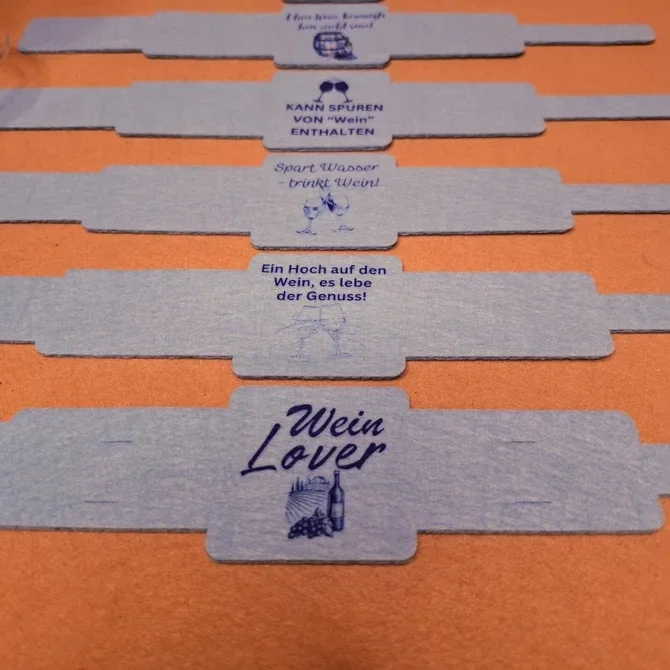 KANN SPUREN
VON "Wein"
ENTHALTEN
Spart Wasser
- trinkt Wein!
Ein Hoch auf den
Wein, es lebe
der Genuss!
Wein
Lover